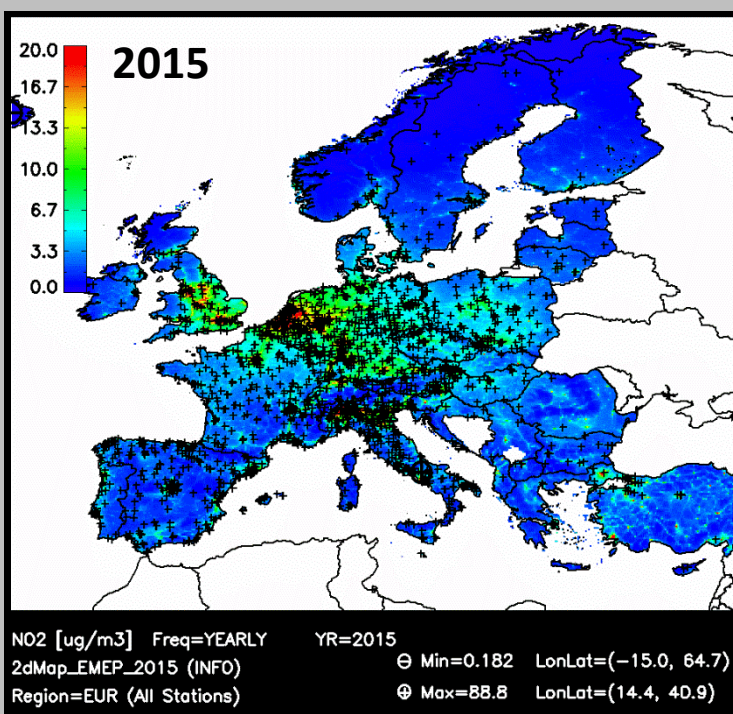 20.0
2015
16.7
13.3
10.0
6.7
3.3
0.0
NO2 [ug/m3] Freq=YEARLY YR=2015
2dMap_EMEP_2015 (INFO)
⊖ Min=0.182 LonLat=(-15.0, 64.7)
Region=EUR (All Stations)
⊕ Max=88.8 LonLat=(14.4, 40.9)